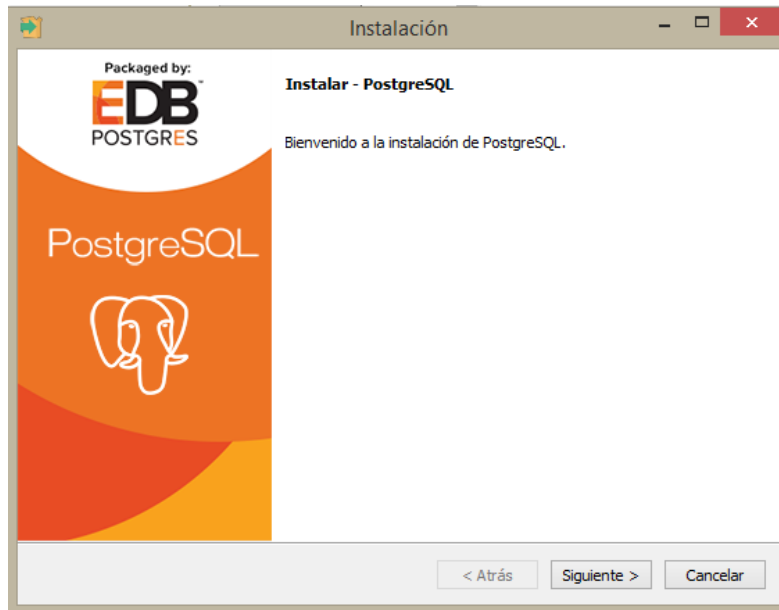 Instalación
Packaged by:
EDB
POSTGRES
Instalar - PostgreSQL
Bienvenido a la instalación de PostgreSQL.
PostgreSQL
< Atrás
Siguiente >
Cancelar